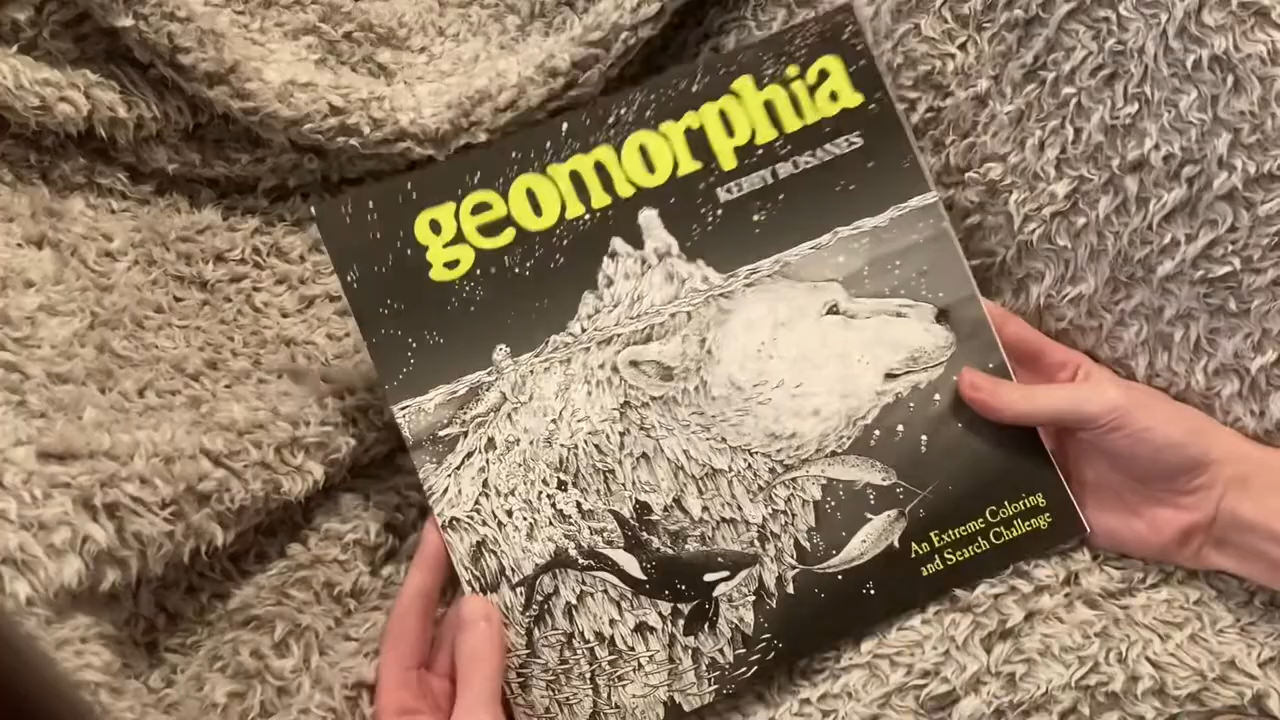 geomorphia
KERBY ROSANES
An Extreme Coloring
and Search Challenge